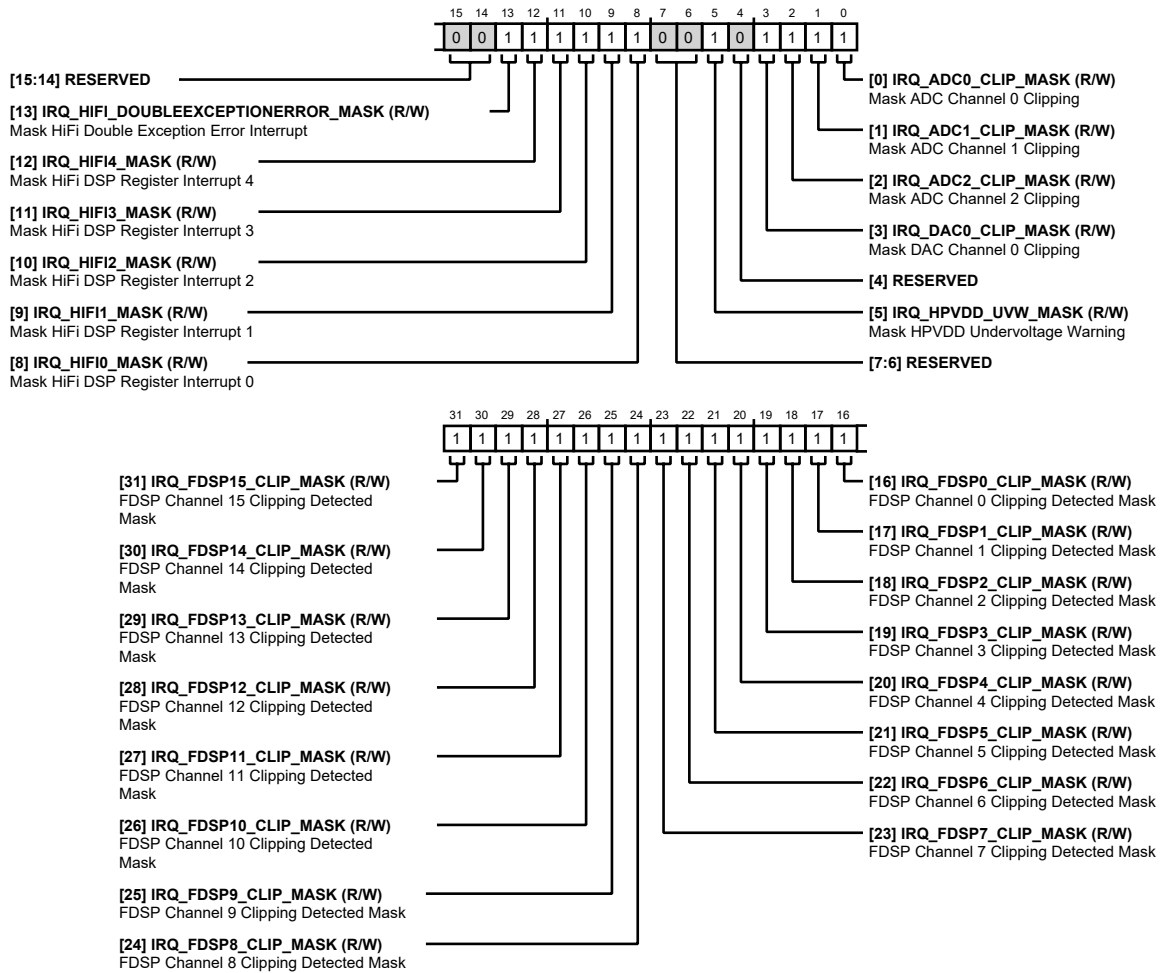 15 14 13 12 11 10 9 8 7 6 5 4 3 2 1 0
0 0 1 1 1 1 1 1 0 0 1 0 1 1 1 1
[15:14] RESERVED
[13] IRQ_HIFI_DOUBLEEXCEPTIONERROR_MASK (R/W)
Mask HiFi Double Exception Error Interrupt
[12] IRQ_HIFI4_MASK (R/W)
Mask HiFi DSP Register Interrupt 4
[11] IRQ_HIFI3_MASK (R/W)
Mask HiFi DSP Register Interrupt 3
[10] IRQ_HIFI2_MASK (R/W)
Mask HiFi DSP Register Interrupt 2
[9] IRQ_HIFI1_MASK (R/W)
Mask HiFi DSP Register Interrupt 1
[8] IRQ_HIFI0_MASK (R/W)
Mask HiFi DSP Register Interrupt 0
[0] IRQ_ADC0_CLIP_MASK (R/W)
Mask ADC Channel 0 Clipping
[1] IRQ_ADC1_CLIP_MASK (R/W)
Mask ADC Channel 1 Clipping
[2] IRQ_ADC2_CLIP_MASK (R/W)
Mask ADC Channel 2 Clipping
[3] IRQ_DAC0_CLIP_MASK (R/W)
Mask DAC Channel 0 Clipping
[4] RESERVED
[5] IRQ_HPVDD_UVW_MASK (R/W)
Mask HPVDD Undervoltage Warning
[7:6] RESERVED
31 30 29 28 27 26 25 24 23 22 21 20 19 18 17 16
1 1 1 1 1 1 1 1 1 1 1 1 1 1 1 1
[31] IRQ_FDSP15_CLIP_MASK (R/W)
FDSP Channel 15 Clipping Detected
Mask
[30] IRQ_FDSP14_CLIP_MASK (R/W)
FDSP Channel 14 Clipping Detected
Mask
[29] IRQ_FDSP13_CLIP_MASK (R/W)
FDSP Channel 13 Clipping Detected
Mask
[28] IRQ_FDSP12_CLIP_MASK (R/W)
FDSP Channel 12 Clipping Detected
Mask
[27] IRQ_FDSP11_CLIP_MASK (R/W)
FDSP Channel 11 Clipping Detected
Mask
[26] IRQ_FDSP10_CLIP_MASK (R/W)
FDSP Channel 10 Clipping Detected
Mask
[25] IRQ_FDSP9_CLIP_MASK (R/W)
FDSP Channel 9 Clipping Detected Mask
[24] IRQ_FDSP8_CLIP_MASK (R/W)
FDSP Channel 8 Clipping Detected Mask
[16] IRQ_FDSP0_CLIP_MASK (R/W)
FDSP Channel 0 Clipping Detected Mask
[17] IRQ_FDSP1_CLIP_MASK (R/W)
FDSP Channel 1 Clipping Detected Mask
[18] IRQ_FDSP2_CLIP_MASK (R/W)
FDSP Channel 2 Clipping Detected Mask
[19] IRQ_FDSP3_CLIP_MASK (R/W)
FDSP Channel 3 Clipping Detected Mask
[20] IRQ_FDSP4_CLIP_MASK (R/W)
FDSP Channel 4 Clipping Detected Mask
[21] IRQ_FDSP5_CLIP_MASK (R/W)
FDSP Channel 5 Clipping Detected Mask
[22] IRQ_FDSP6_CLIP_MASK (R/W)
FDSP Channel 6 Clipping Detected Mask
[23] IRQ_FDSP7_CLIP_MASK (R/W)
FDSP Channel 7 Clipping Detected Mask